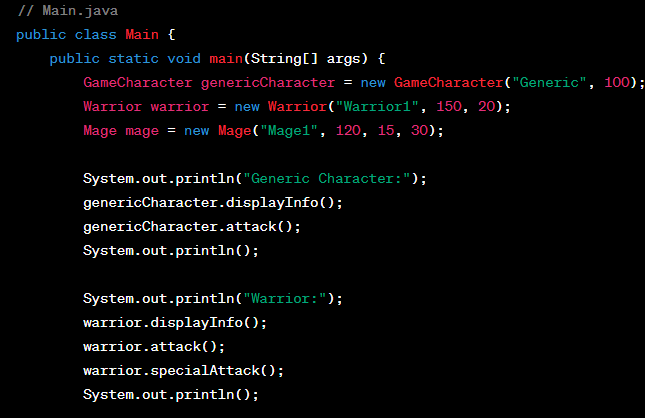 // Main.java
public class Main {
    public static void main(String[] args) {
        GameCharacter genericCharacter = new GameCharacter("Generic", 100);
        Warrior warrior = new Warrior("Warrior1", 150, 20);
        Mage mage = new Mage("Mage1", 120, 15, 30);

        System.out.println("Generic Character:");
        genericCharacter.displayInfo();
        genericCharacter.attack();
        System.out.println();

        System.out.println("Warrior:");
        warrior.displayInfo();
        warrior.attack();
        warrior.specialAttack();
        System.out.println();